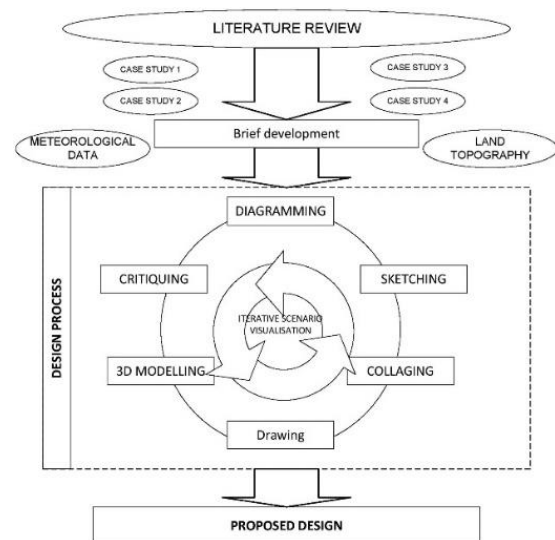 LITERATURE REVIEW
CASE STUDY 1
CASE STUDY 3
CASE STUDY 2
CASE STUDY 4
Brief development
METEOROLOGICAL
DATA
LAND
TOPOGRAPHY
DESIGN PROCESS
DIAGRAMMING
CRITIQUING
SKETCHING
ITERATIVE SCENARIO
VISUALISATION
3D MODELLING
COLLAGING
Drawing
PROPOSED DESIGN